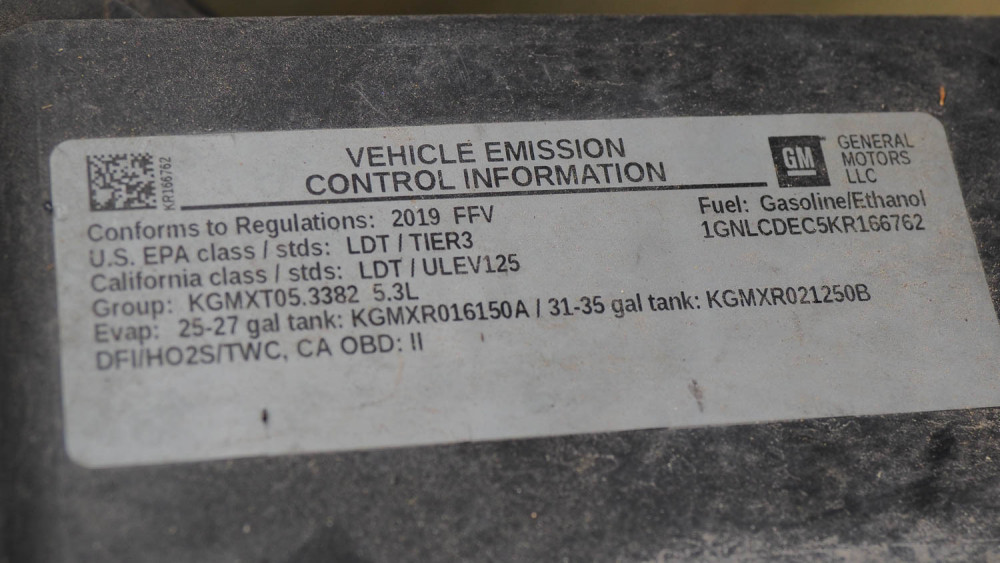 KR166762
VEHICLE EMISSION
CONTROL INFORMATION
GM
GENERAL
MOTORS
LLC
Conforms to Regulations: 2019 FFV
Fuel: Gasoline/Ethanol
U.S. EPA class / stds: LDT / TIER3
1GNLCDEC5KR166762
California class / stds: LDT / ULEV125
Group: KGMXT05.3382 5.3L
Evap: 25-27 gal tank: KGMXR016150A / 31-35 gal tank: KGMXR021250B
DFI/HO2S/TWC, CA OBD: II